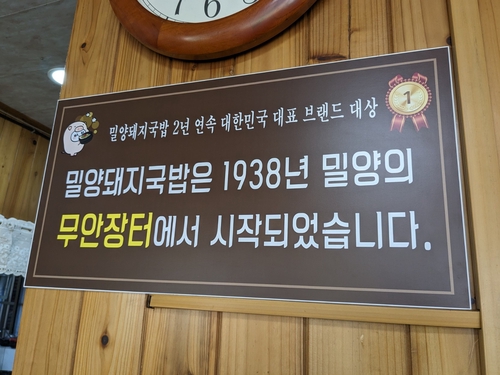 6
밀양돼지국밥 2년 연속 대한민국 대표 브랜드 대상
1
밀양돼지국밥은 1938년 밀양의
무안장터에서 시작되었습니다.